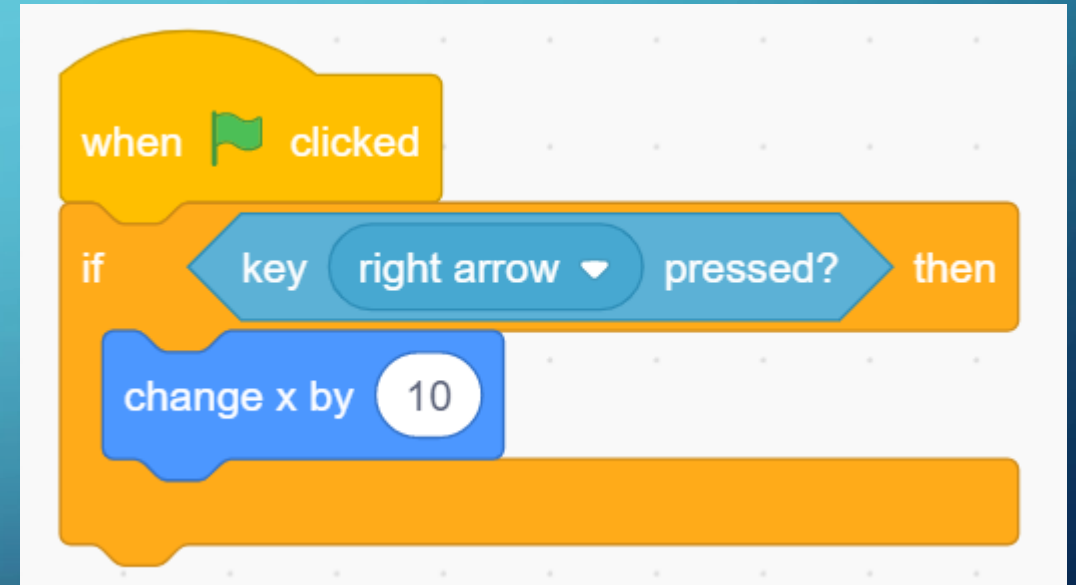 when clicked
if key right arrow pressed? then
change x by 10